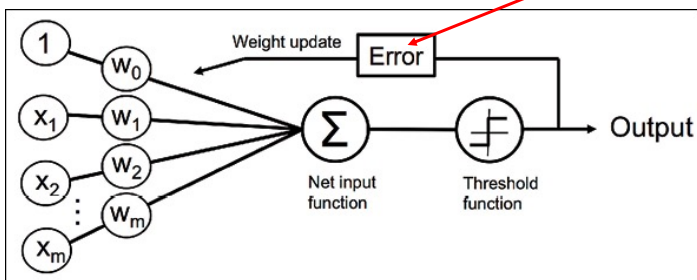 1
w0
Weight update
Error
x1
w1
Σ
Output
x2
w2
Net input
function
Threshold
function
⋮
wm
xm